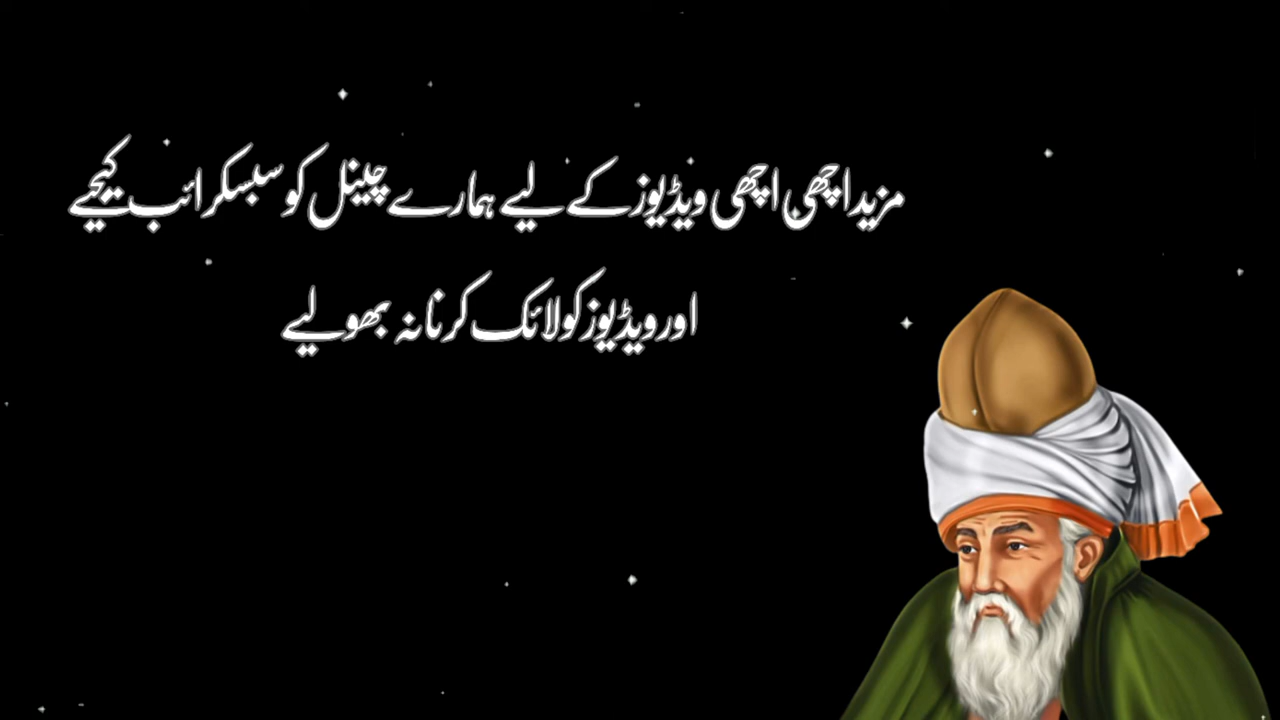 مزید اچھی اچھی ویڈیوز کے لیے ہمارے چینل کو سبسکرائب کیجیے
اور ویڈیوز کو لائک کرنا نہ بھولیے